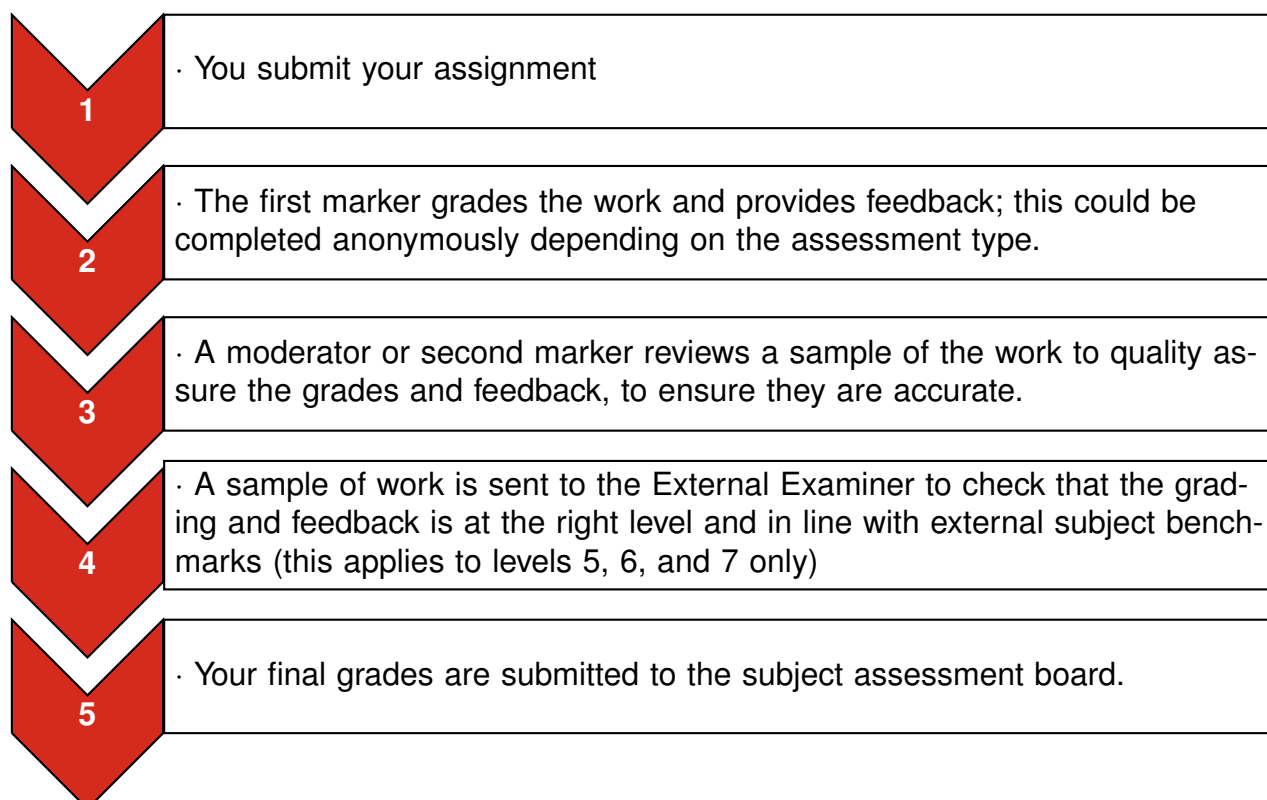 · You submit your assignment
1
· The first marker grades the work and provides feedback; this could be
completed anonymously depending on the assessment type.
2
· A moderator or second marker reviews a sample of the work to quality as-
sure the grades and feedback, to ensure they are accurate.
3
· A sample of work is sent to the External Examiner to check that the grad-
ing and feedback is at the right level and in line with external subject bench-
marks (this applies to levels 5, 6, and 7 only)
4
· Your final grades are submitted to the subject assessment board.
5